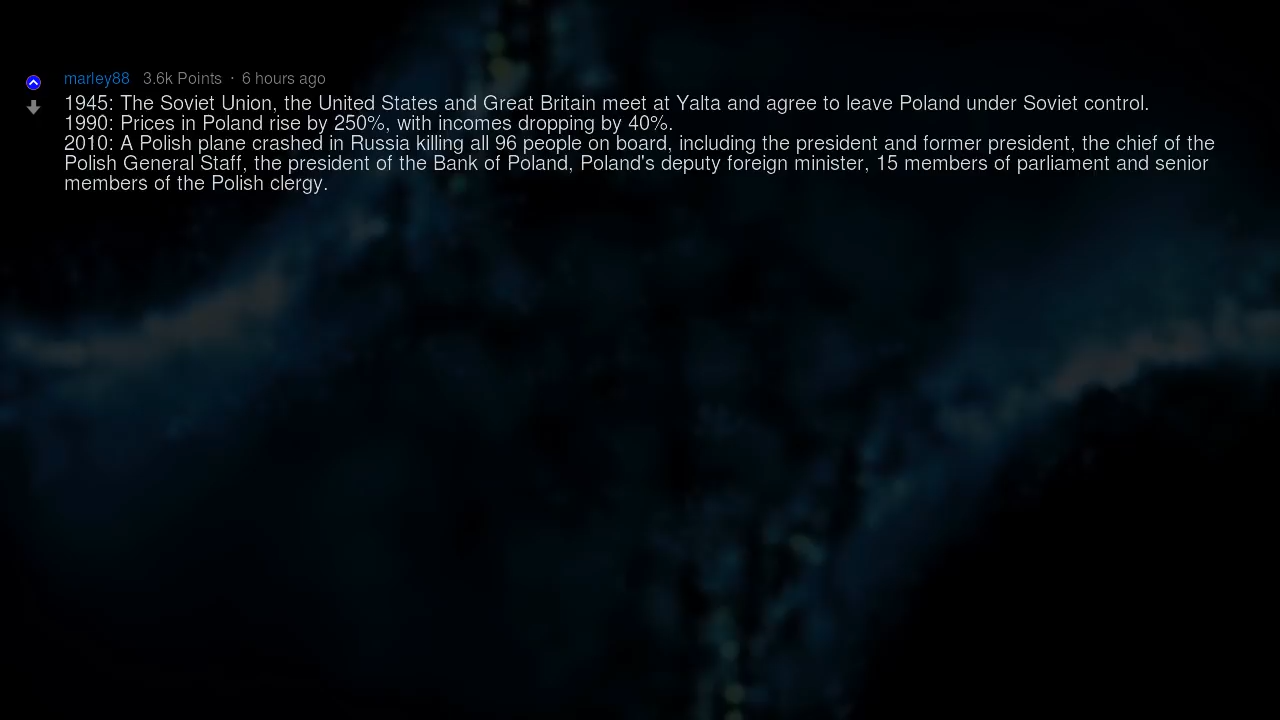 marley88 3.6k Points · 6 hours ago
1945: The Soviet Union, the United States and Great Britain meet at Yalta and agree to leave Poland under Soviet control.
1990: Prices in Poland rise by 250%, with incomes dropping by 40%.
2010: A Polish plane crashed in Russia killing all 96 people on board, including the president and former president, the chief of the
Polish General Staff, the president of the Bank of Poland, Poland's deputy foreign minister, 15 members of parliament and senior
members of the Polish clergy.